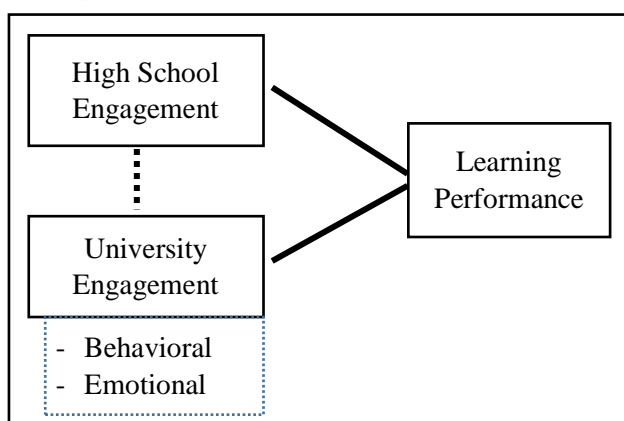 High School
Engagement
Learning
Performance
University
Engagement
- Behavioral
- Emotional